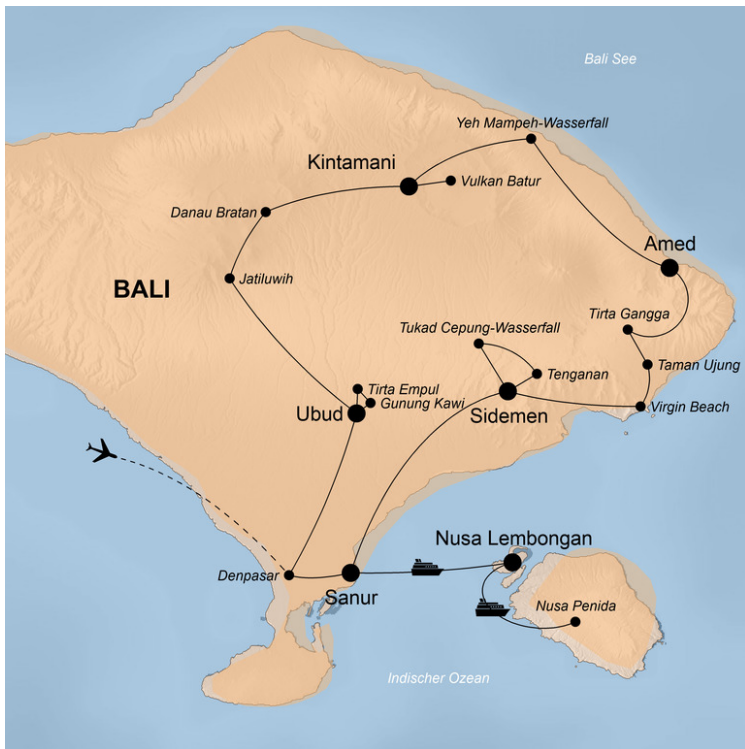 Bali See
Yeh Mampeh-Wasserfall
Kintamani
Vulkan Batur
Danau Bratan
Amed
Jatiluwih
BALI
Tirta Gangga
Tukad Cepung-Wasserfall
Taman Ujung
Tenganan
Tirta Empul
Gunung Kawi
Ubud
Sidemen
Virgin Beach
Nusa Lembongan
Denpasar
Sanur
Nusa Penida
Indischer Ozean